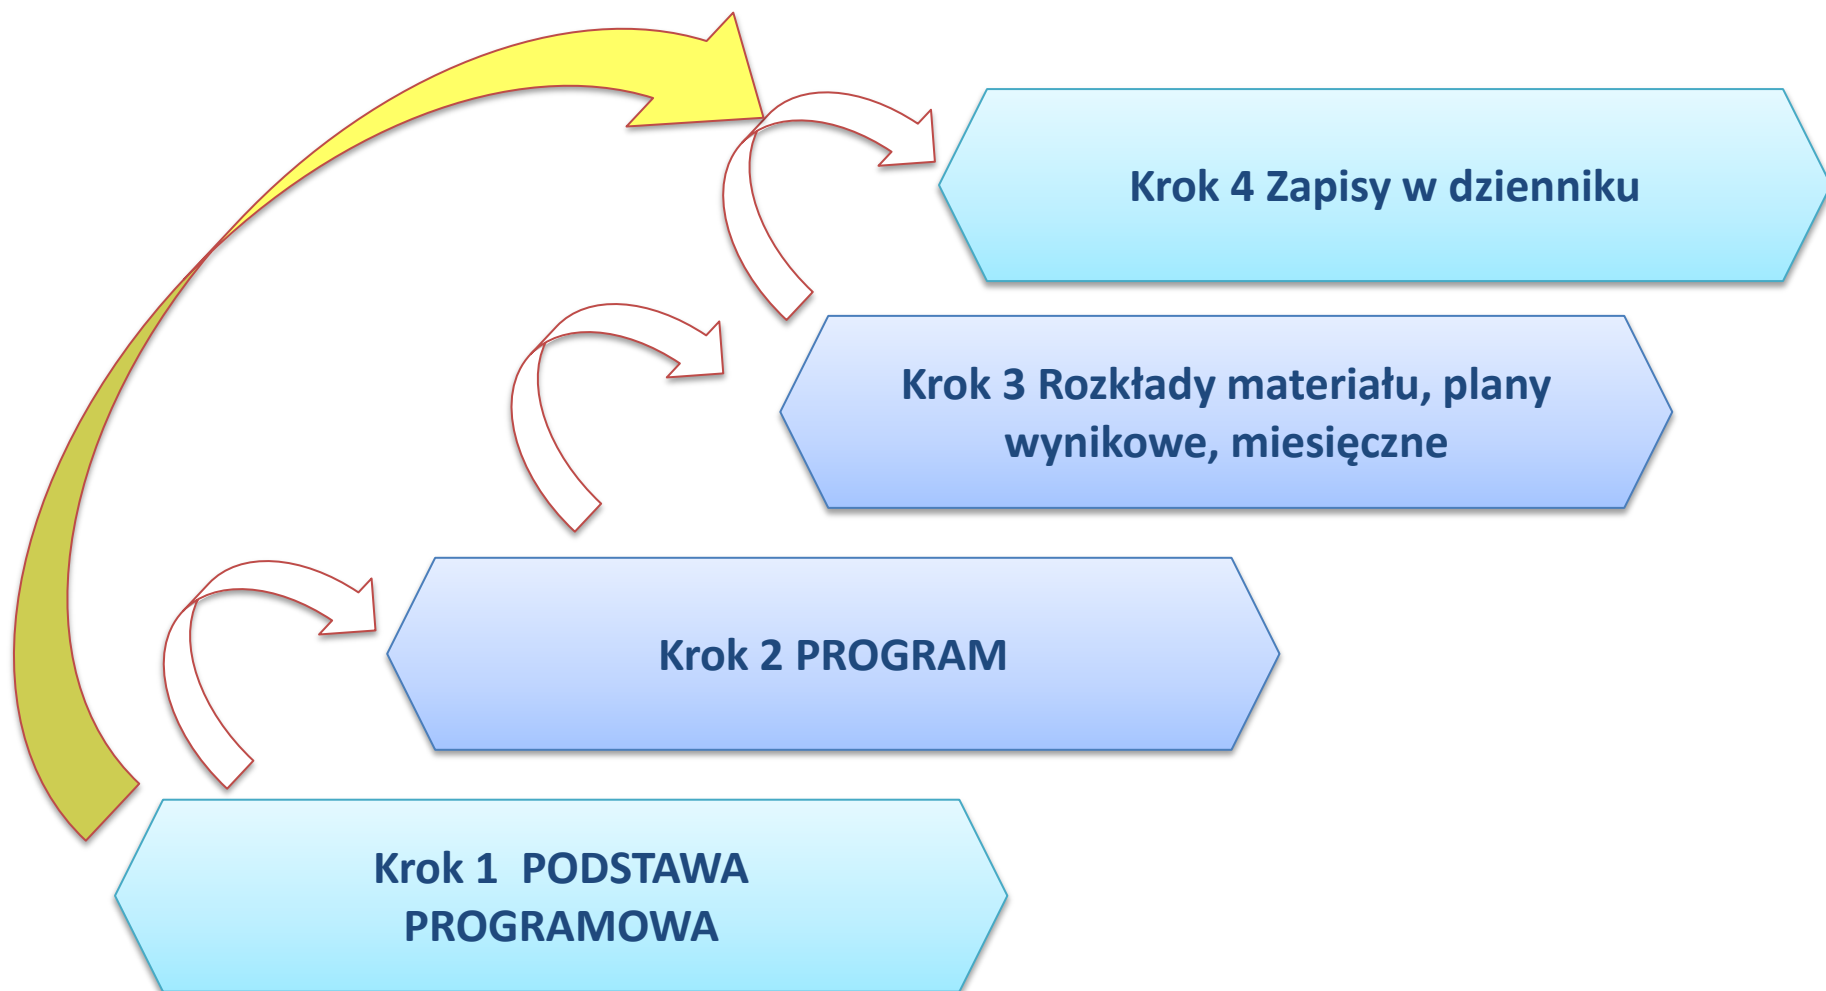 Krok 4 Zapisy w dzienniku
Krok 3 Rozkłady materiału, plany
wynikowe, miesięczne
Krok 2 PROGRAM
Krok 1  PODSTAWA
PROGRAMOWA